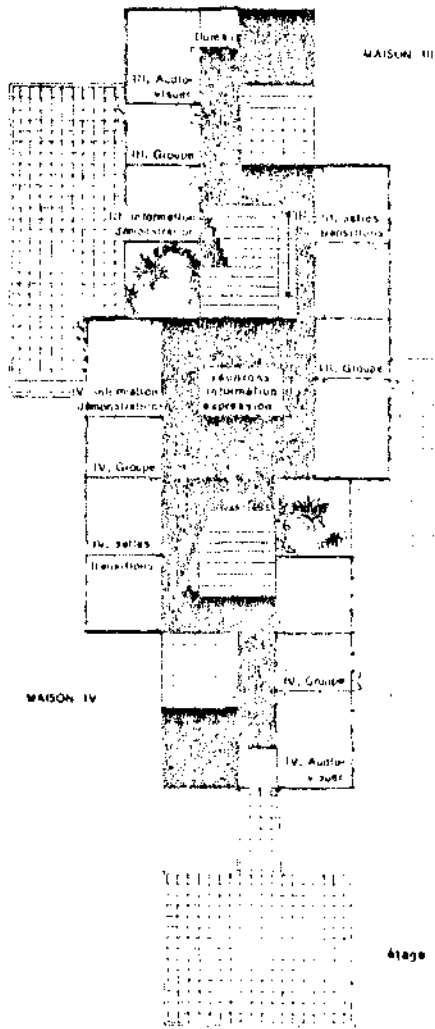 Bureau
MAISON III
III, Audio-
visuel
III, Groupe
III, information
démonstration
III, salles
transitions
réunions
information
expression
III, Groupe
IV, information
démonstration
IV, Groupe
IV, salles
transitions
IV, Groupe
MAISON IV
IV, Audio-
visuel
étage